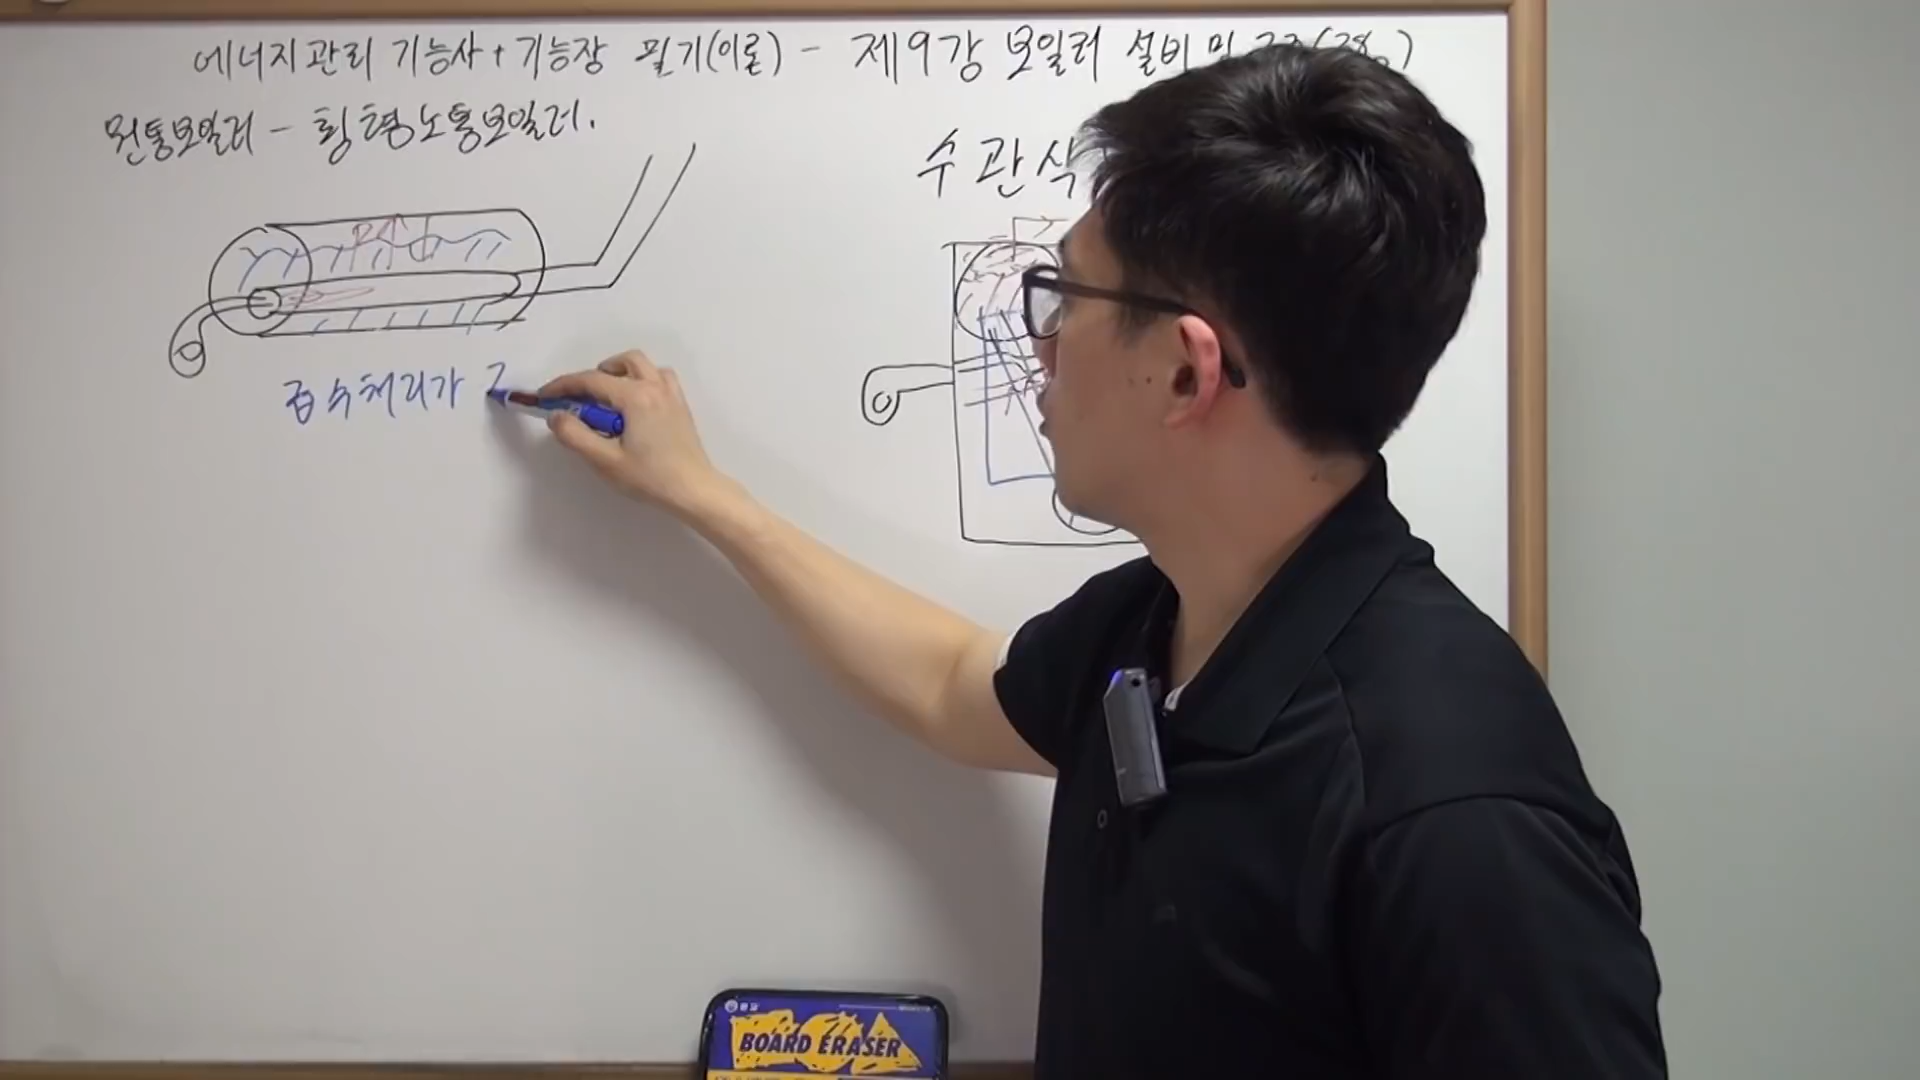 에너지관리 기능사 + 기능장 필기(이론) - 제9강 보일러 설비 및
원통보일러 - 횡형노통보일러.
수관식
급수처리가
BOARD ERASER